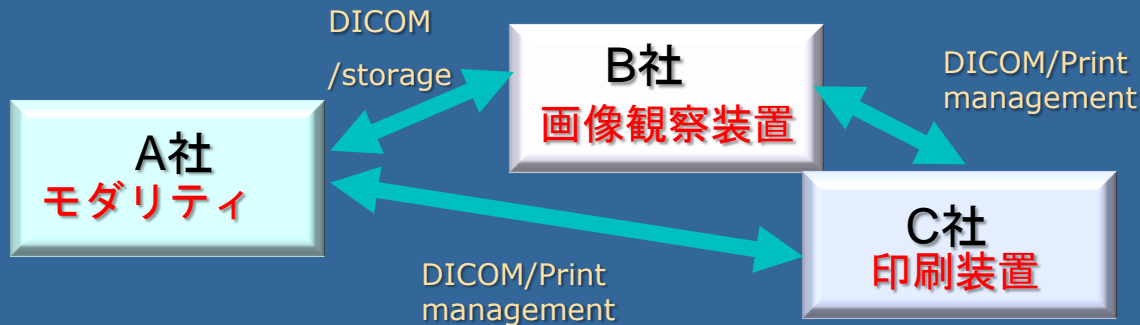 DICOM
/storage
B社
画像観察装置
DICOM/Print
management
A社
モダリティ
C社
印刷装置
DICOM/Print
management